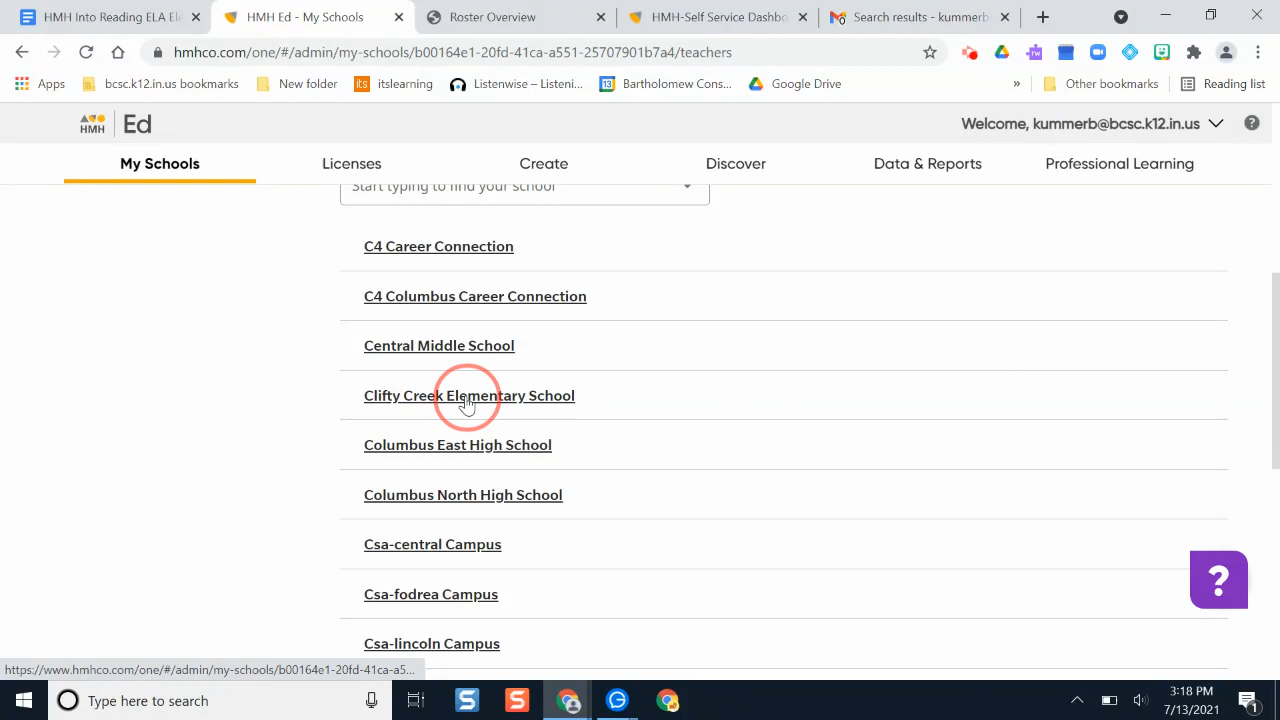 HMH Into Reading ELA El
HMH Ed - My Schools
Roster Overview
HMH-Self Service Dashbo
Search results - kummerb
hmhco.com/one/#/admin/my-schools/b00164e1-20fd-41ca-a551-25707901b7a4/teachers
Apps
bcsc.k12.in.us bookmarks
New folder
its
itslearning
Listenwise - Listeni...
13
Bartholomew Cons...
Google Drive
»
Other bookmarks
Reading list
HMH
Ed
Welcome, kummerb@bcsc.k12.in.us
?
My Schools
Licenses
Create
Discover
Data & Reports
Professional Learning
Start typing to find your school
C4 Career Connection
C4 Columbus Career Connection
Central Middle School
Clifty Creek Elementary School
Columbus East High School
Columbus North High School
Csa-central Campus
Csa-fodrea Campus
?
Csa-lincoln Campus
https://www.hmhco.com/one/#/admin/my-schools/b00164e1-20fd-41ca-a5...
Type here to search
S
S
G
3:18 PM
7/13/2021
1